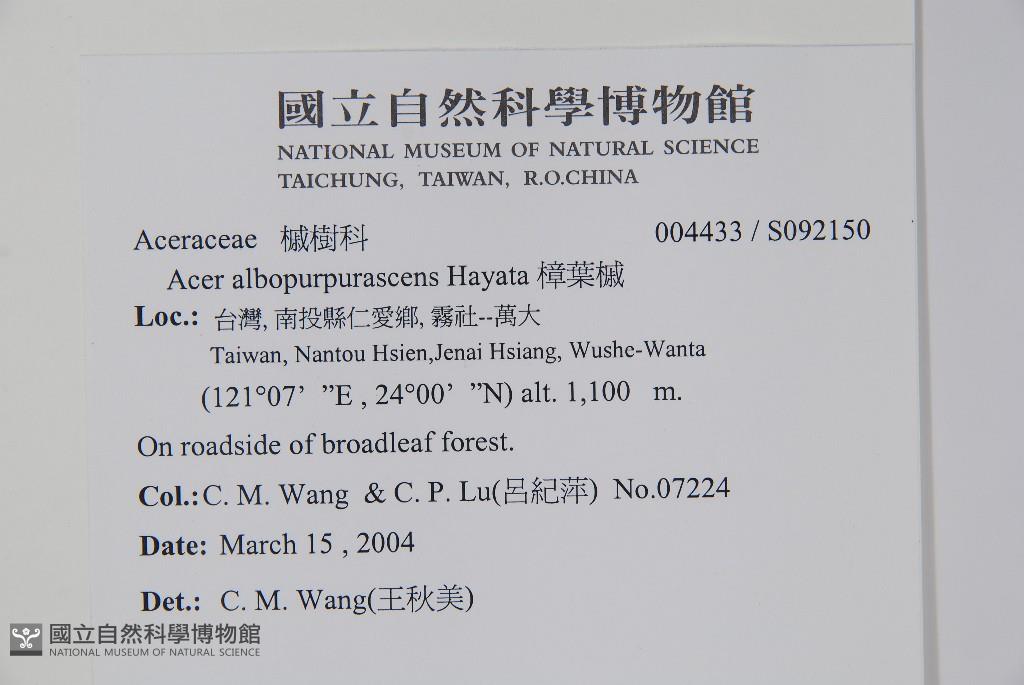 國立自然科學博物館
NATIONAL MUSEUM OF NATURAL SCIENCE
TAICHUNG, TAIWAN, R.O.CHINA
Aceraceae 槭樹科 004433 / S092150
Acer albopurpurascens Hayata 樟葉槭
Loc.: 台灣, 南投縣仁愛鄉, 霧社--萬大
Taiwan, Nantou Hsien,Jenai Hsiang, Wushe-Wanta
(121°07’ ”E , 24°00’ ”N) alt. 1,100 m.
On roadside of broadleaf forest.
Col.:C. M. Wang & C. P. Lu(呂紀萍) No.07224
Date: March 15 , 2004
Det.: C. M. Wang(王秋美)
國立自然科學博物館
NATIONAL MUSEUM OF NATURAL SCIENCE